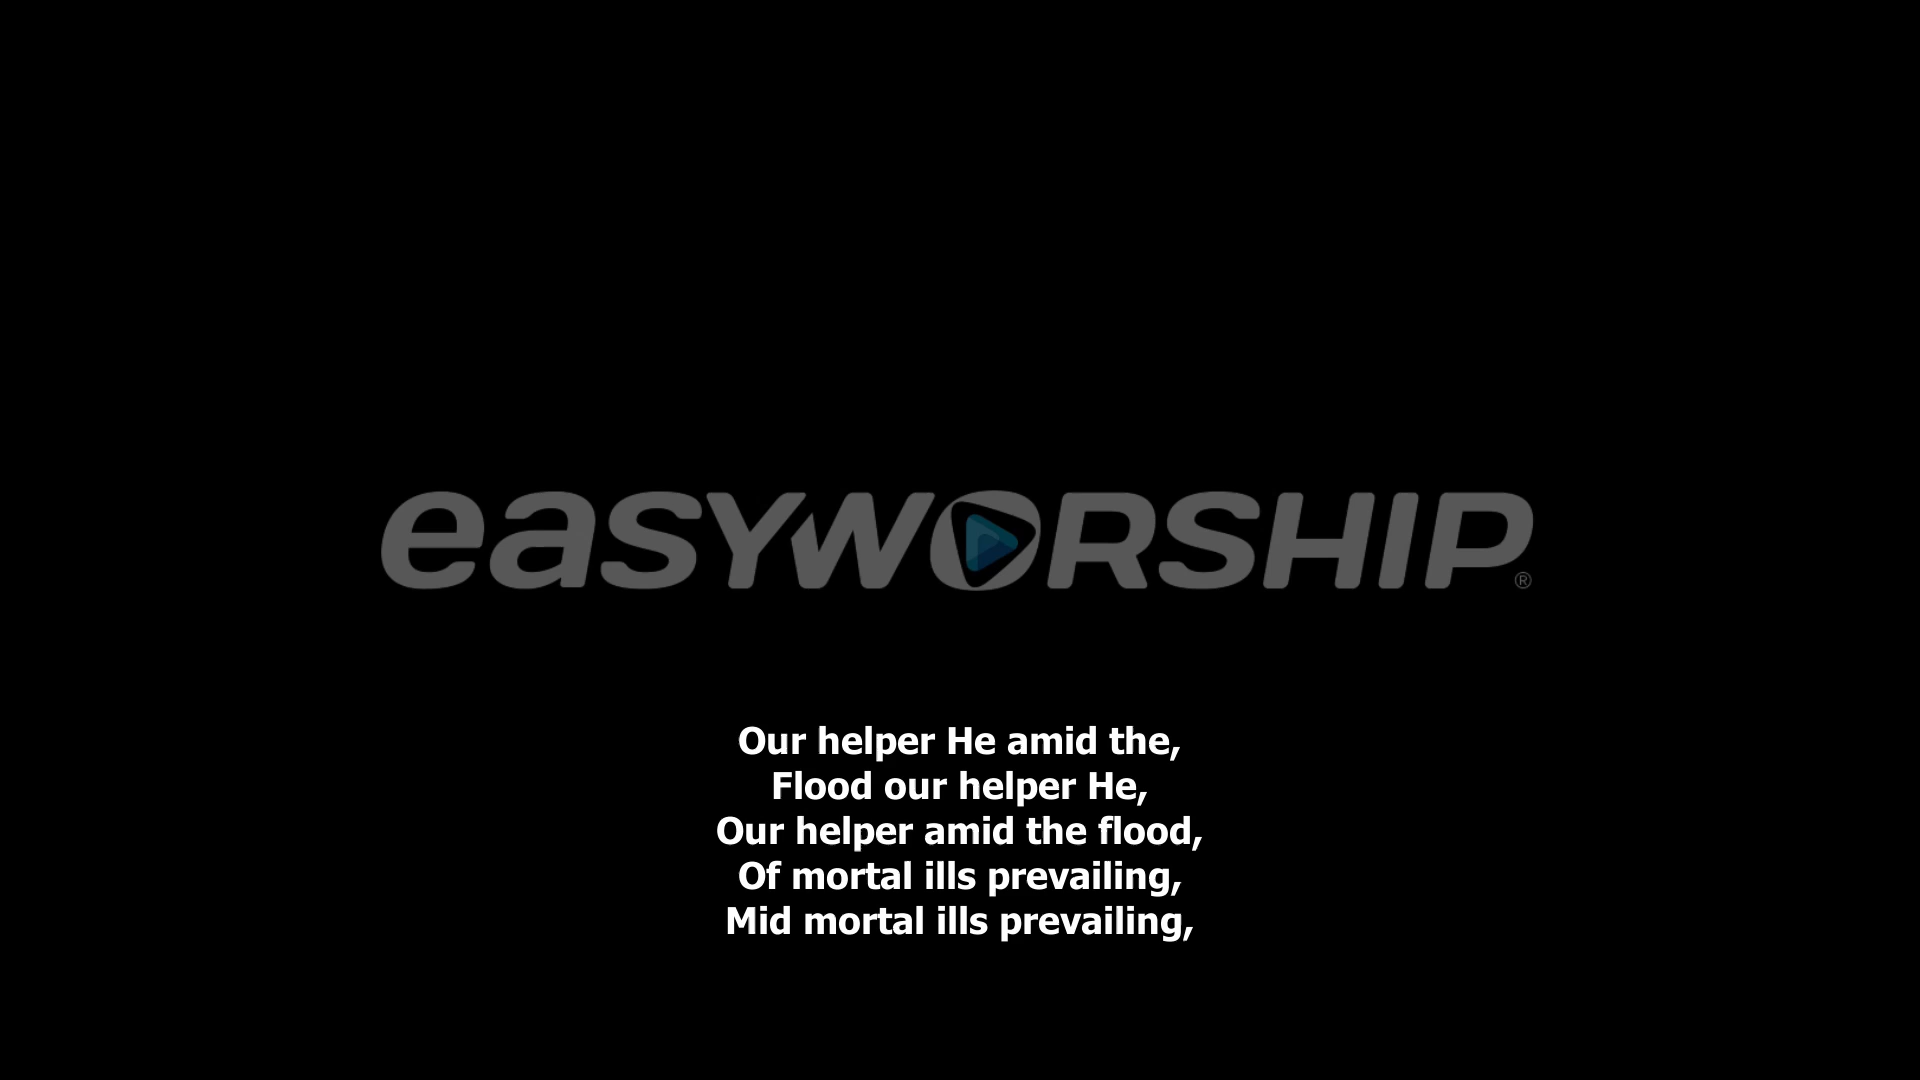 easYWORSHIP®
Our helper He amid the,
Flood our helper He,
Our helper amid the flood,
Of mortal ills prevailing,
Mid mortal ills prevailing,